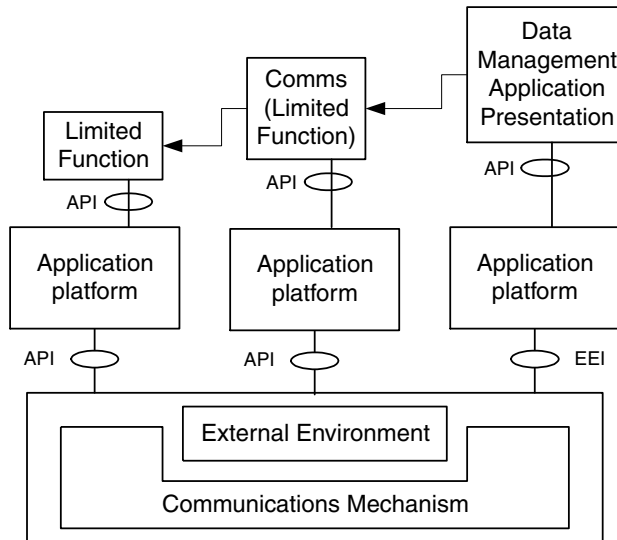 Data
Management
Application
Presentation
Comms
(Limited
Function)
Limited
Function
API
API
API
Application
platform
Application
platform
Application
platform
API
API
EEI
External Environment
Communications Mechanism